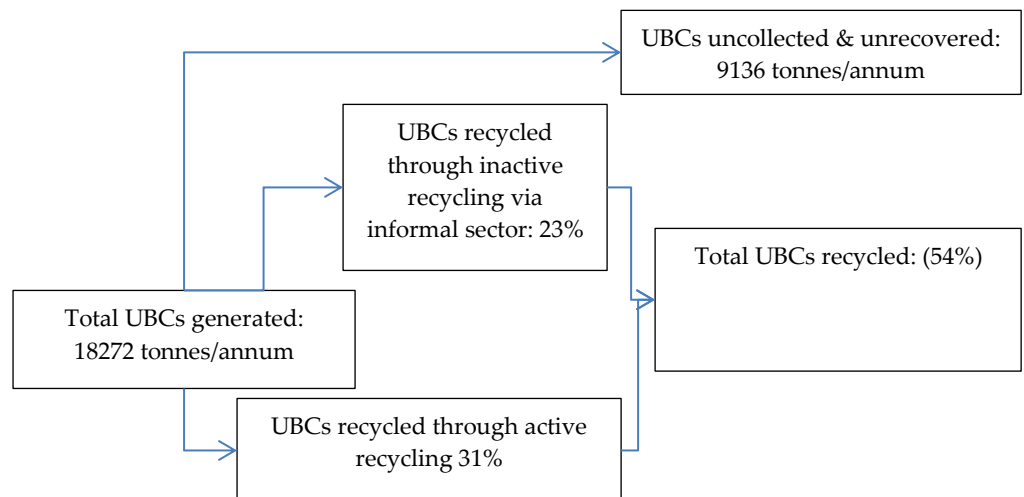 UBCs uncollected & unrecovered:
9136 tonnes/annum
UBCs recycled
through inactive
recycling via
informal sector: 23%
Total UBCs recycled: (54%)
Total UBCs generated:
18272 tonnes/annum
UBCs recycled through active
recycling 31%